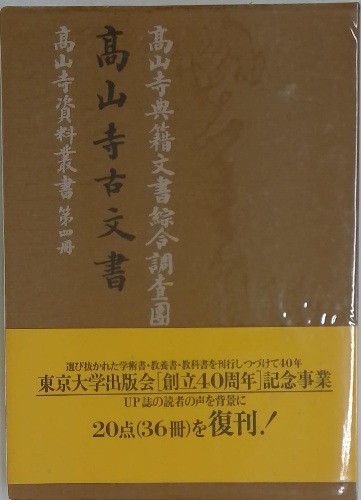 高山寺典籍文書綜合調査團
高山寺古文書
高山寺資料叢書 第四冊
選び抜かれた学術書・教養書・教科書を刊行しつづけて40年
東京大学出版会[創立40周年]記念事業
UP誌の読者の声を背景に
20点(36冊)を復刊!